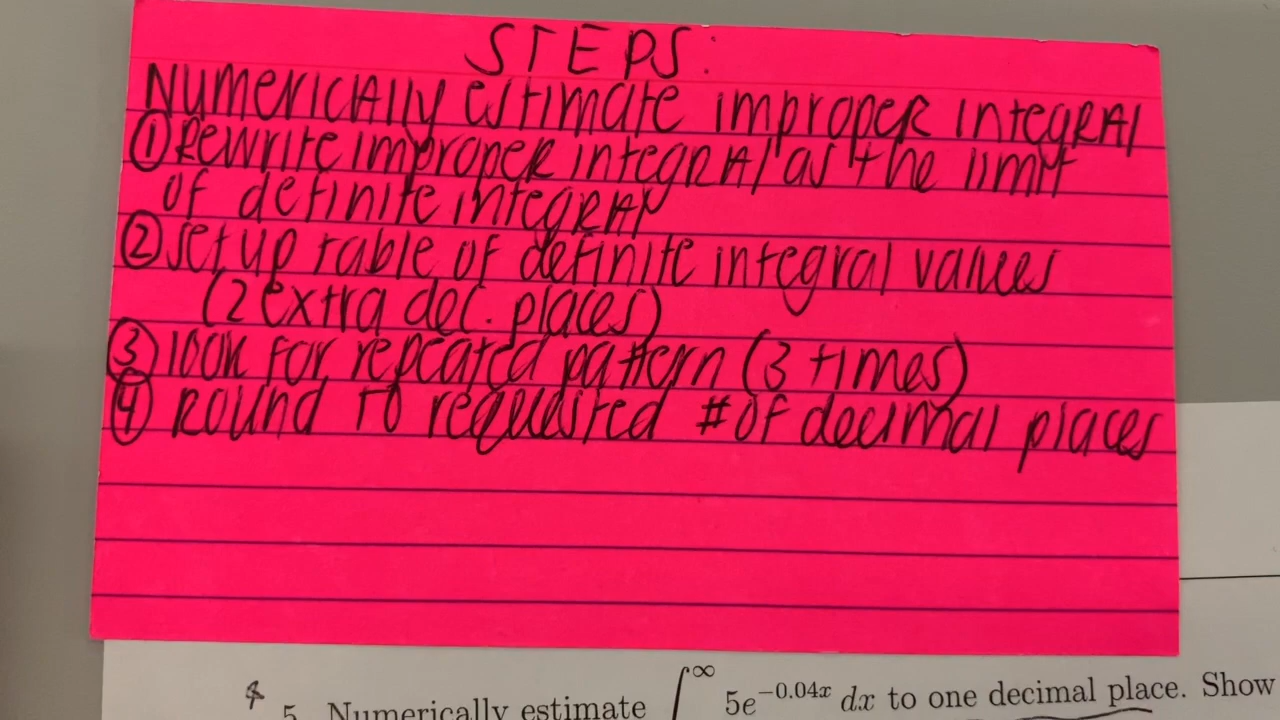 STEPS:
Numerically estimate improper integral
① Rewrite improper integral as the limit
of definite integral
② set up table of definite integral values
(2 extra dec. places)
③ look for repeated pattern (3 times)
④ Round to requested # of decimal places
5. Numerically estimate ∫^∞ 5e^{-0.04x} dx to one decimal place. Show